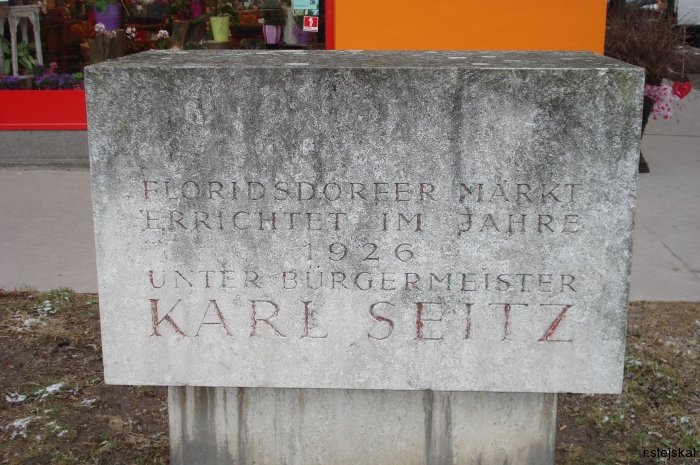 FLORIDSDORFER MARKT
ERRICHTET IM JAHRE
1926
UNTER BÜRGERMEISTER
KARL SEITZ
r.stejskal